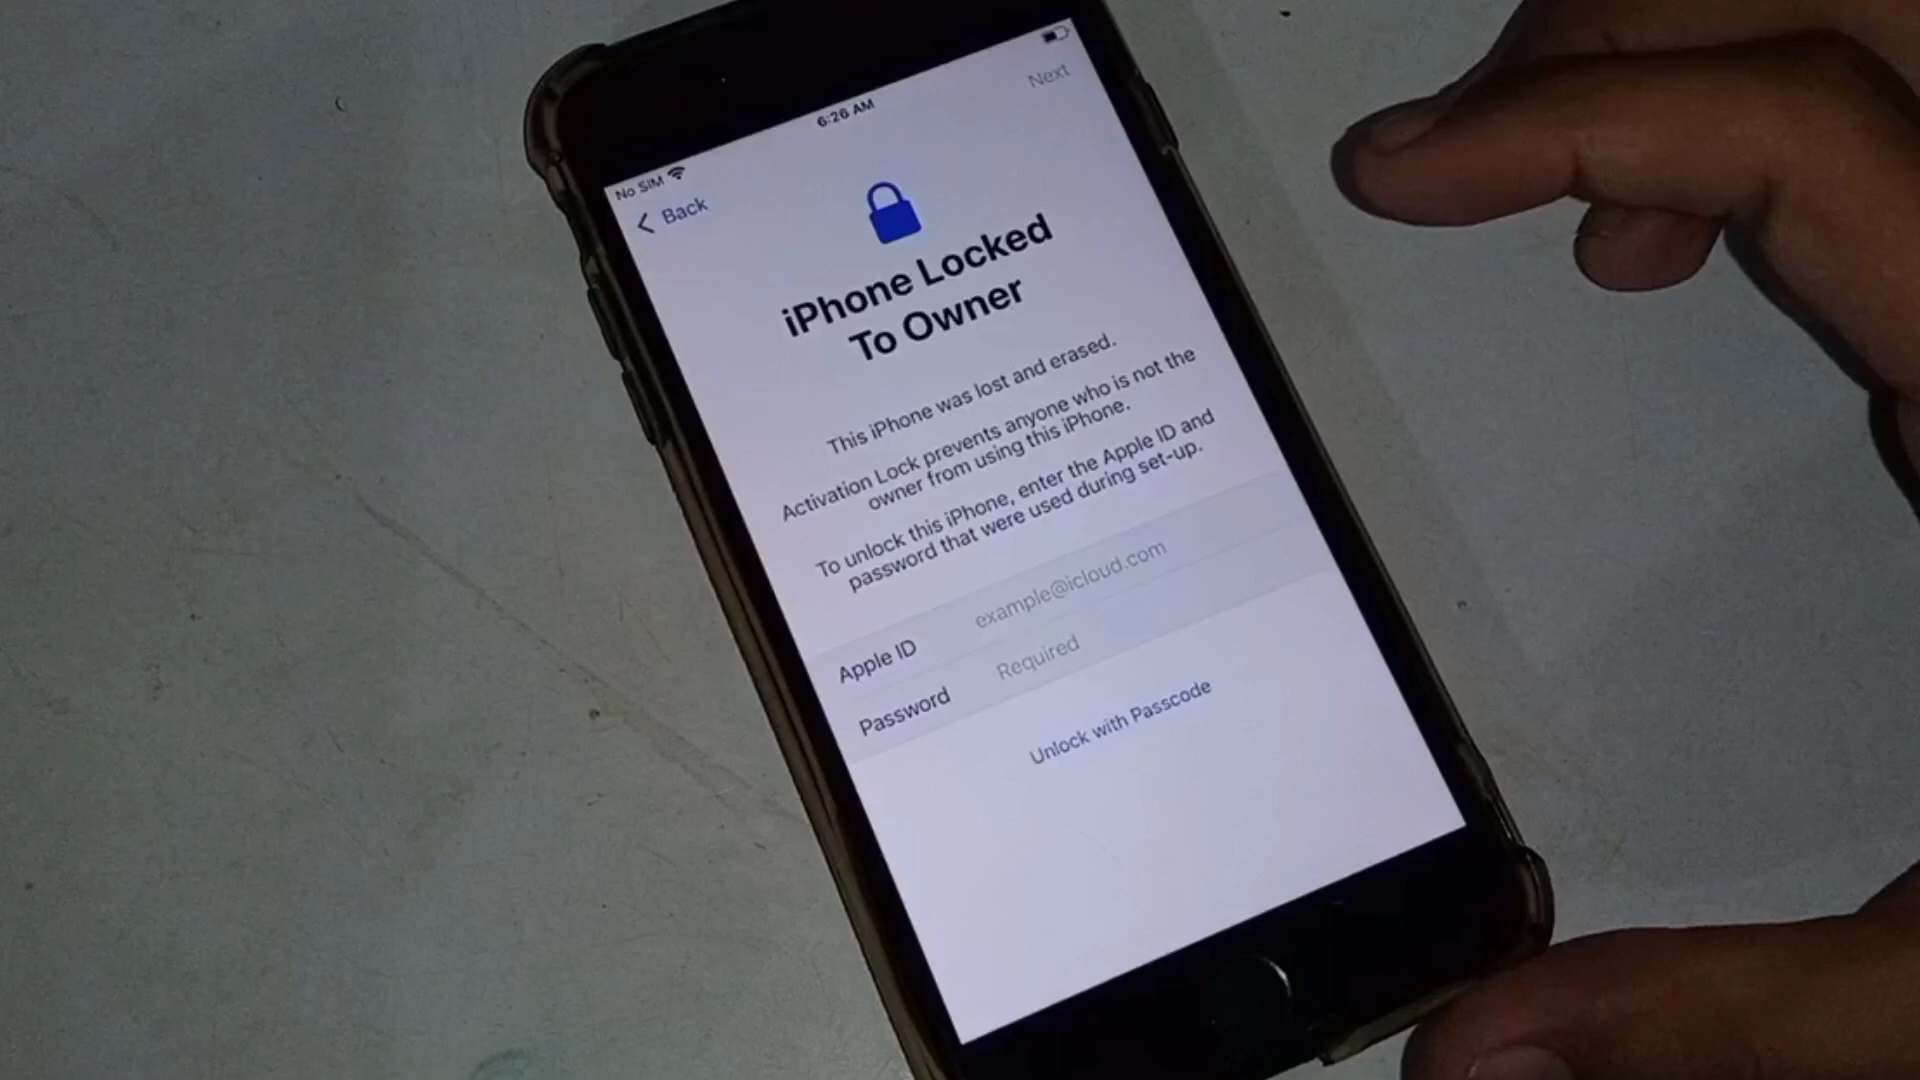 No SIM
6:26 AM
Back
Next
iPhone Locked
To Owner
This iPhone was lost and erased.
Activation Lock prevents anyone who is not the
owner from using this iPhone.
To unlock this iPhone, enter the Apple ID and
password that were used during set-up.
Apple ID example@icloud.com
Password Required
Unlock with Passcode